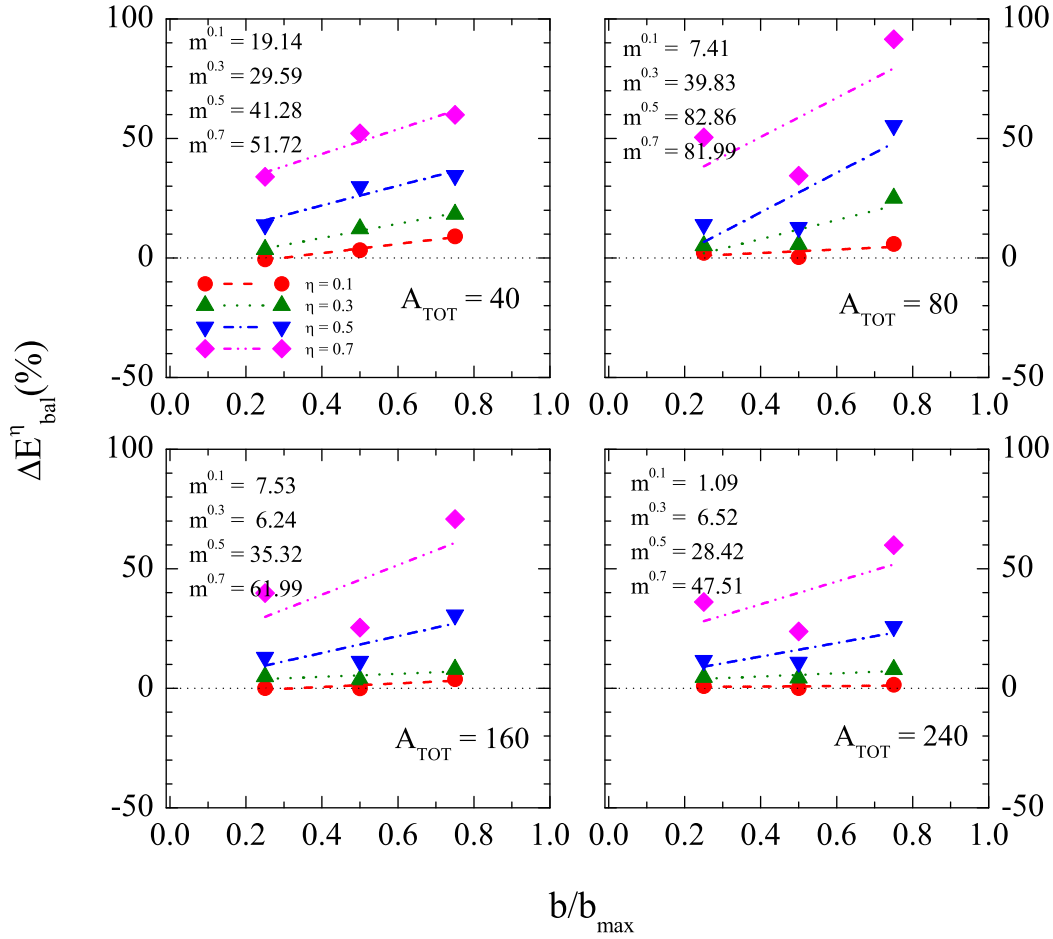 100
50
0
-50
0.0 0.2 0.4 0.6 0.8 1.0
m^0.1 = 19.14
m^0.3 = 29.59
m^0.5 = 41.28
m^0.7 = 51.72
η = 0.1
η = 0.3
η = 0.5
η = 0.7
A_TOT = 40
100
50
0
-50
0.0 0.2 0.4 0.6 0.8 1.0
m^0.1 = 7.41
m^0.3 = 39.83
m^0.5 = 82.86
m^0.7 = 81.99
A_TOT = 80
ΔE^η_bal(%)
100
50
0
-50
0.0 0.2 0.4 0.6 0.8 1.0
m^0.1 = 7.53
m^0.3 = 6.24
m^0.5 = 35.32
m^0.7 = 61.99
A_TOT = 160
100
50
0
-50
0.0 0.2 0.4 0.6 0.8 1.0
m^0.1 = 1.09
m^0.3 = 6.52
m^0.5 = 28.42
m^0.7 = 47.51
A_TOT = 240
b/b_max